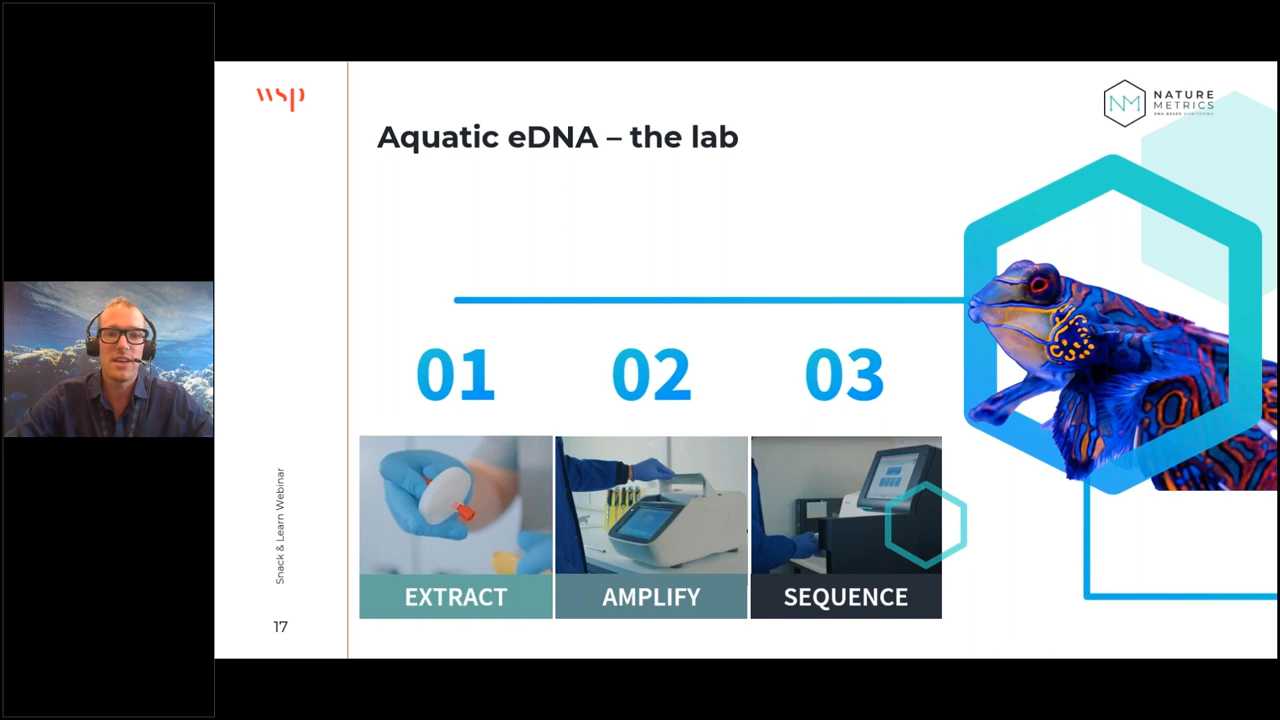 wsp
NATURE
METRICS
DNA-BASED MONITORING
Aquatic eDNA – the lab
01
02
03
EXTRACT
AMPLIFY
SEQUENCE
Snack & Learn Webinar
17